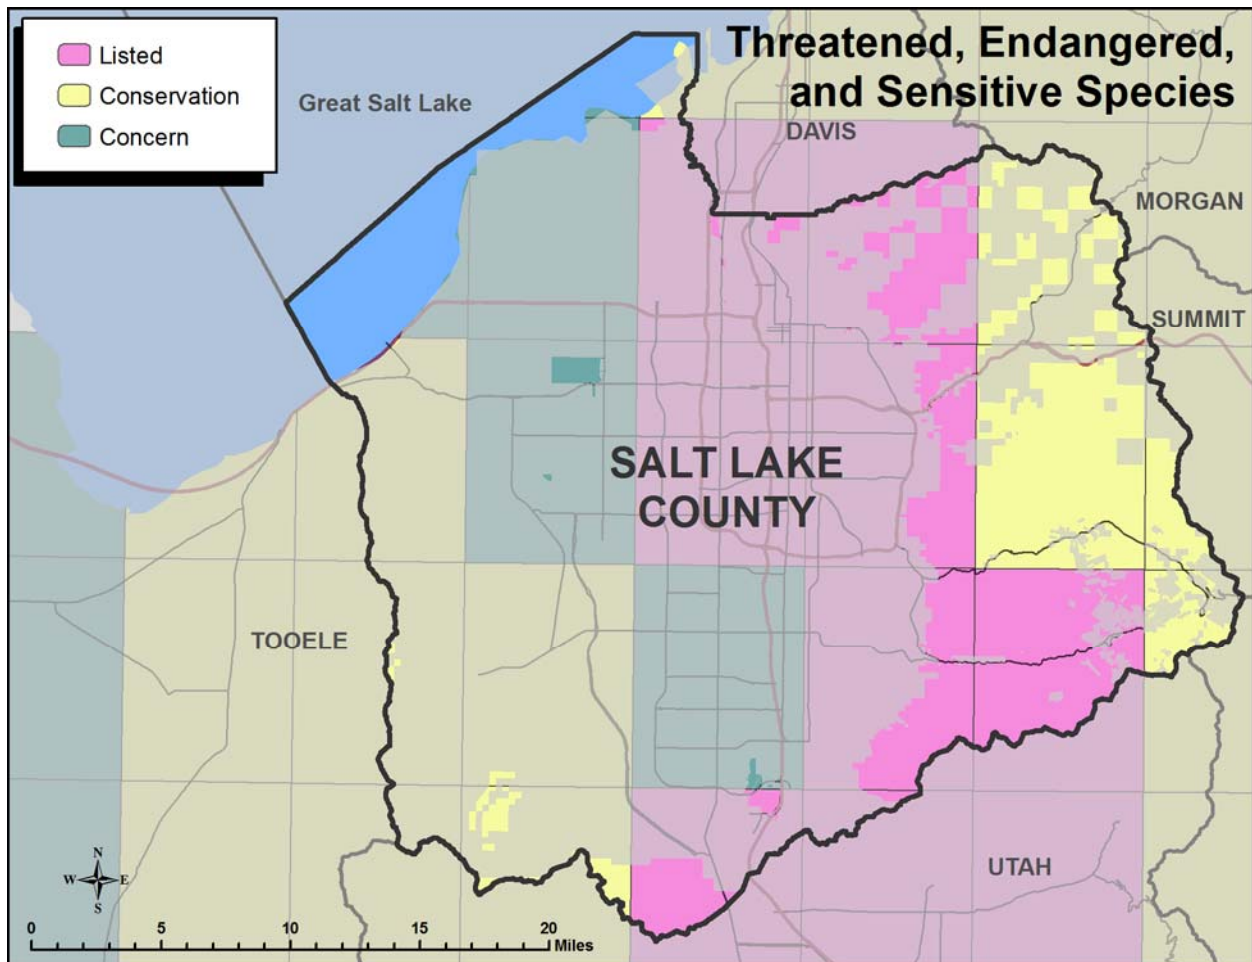 Threatened, Endangered,
and Sensitive Species
Listed
Conservation
Concern
Great Salt Lake
DAVIS
MORGAN
SUMMIT
SALT LAKE
COUNTY
TOOELE
UTAH
N
W E
S
0 5 10 15 20
Miles